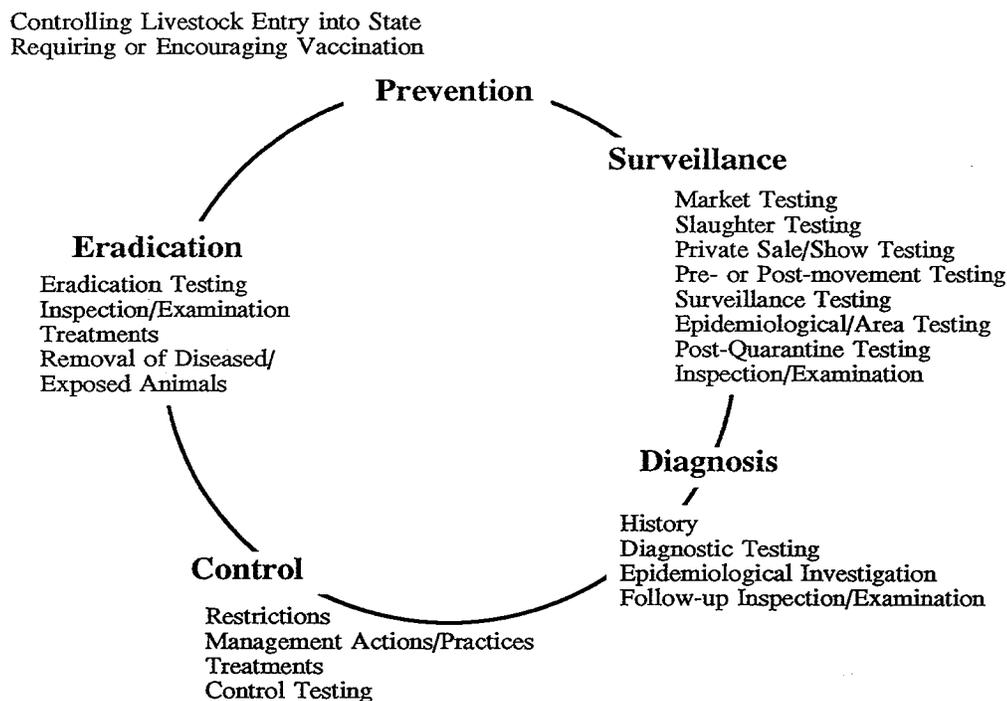 Controlling Livestock Entry into State
Requiring or Encouraging Vaccination
Prevention
Surveillance
Market Testing
Slaughter Testing
Private Sale/Show Testing
Pre- or Post-movement Testing
Surveillance Testing
Epidemiological/Area Testing
Post-Quarantine Testing
Inspection/Examination
Diagnosis
History
Diagnostic Testing
Epidemiological Investigation
Follow-up Inspection/Examination
Control
Restrictions
Management Actions/Practices
Treatments
Control Testing
Eradication
Eradication Testing
Inspection/Examination
Treatments
Removal of Diseased/
Exposed Animals